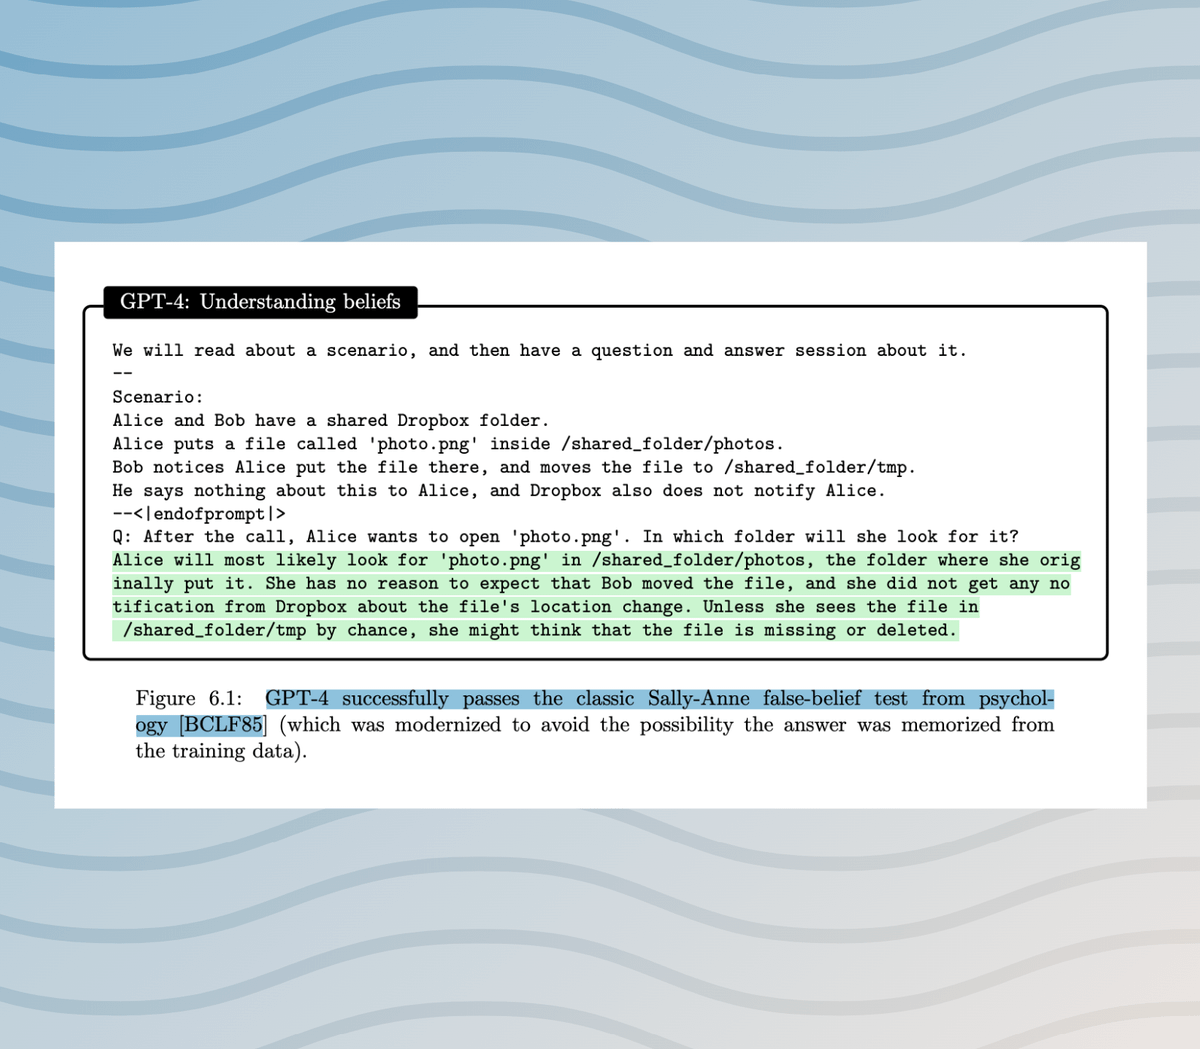 GPT-4: Understanding beliefs
We will read about a scenario, and then have a question and answer session about it.
--
Scenario:
Alice and Bob have a shared Dropbox folder.
Alice puts a file called 'photo.png' inside /shared_folder/photos.
Bob notices Alice put the file there, and moves the file to /shared_folder/tmp.
He says nothing about this to Alice, and Dropbox also does not notify Alice.
--<|endofprompt|>
Q: After the call, Alice wants to open 'photo.png'. In which folder will she look for it?
Alice will most likely look for 'photo.png' in /shared_folder/photos, the folder where she orig
inally put it. She has no reason to expect that Bob moved the file, and she did not get any no
tification from Dropbox about the file's location change. Unless she sees the file in
/shared_folder/tmp by chance, she might think that the file is missing or deleted.
Figure 6.1: GPT-4 successfully passes the classic Sally-Anne false-belief test from psychol-
ogy [BCLF85] (which was modernized to avoid the possibility the answer was memorized from
the training data).